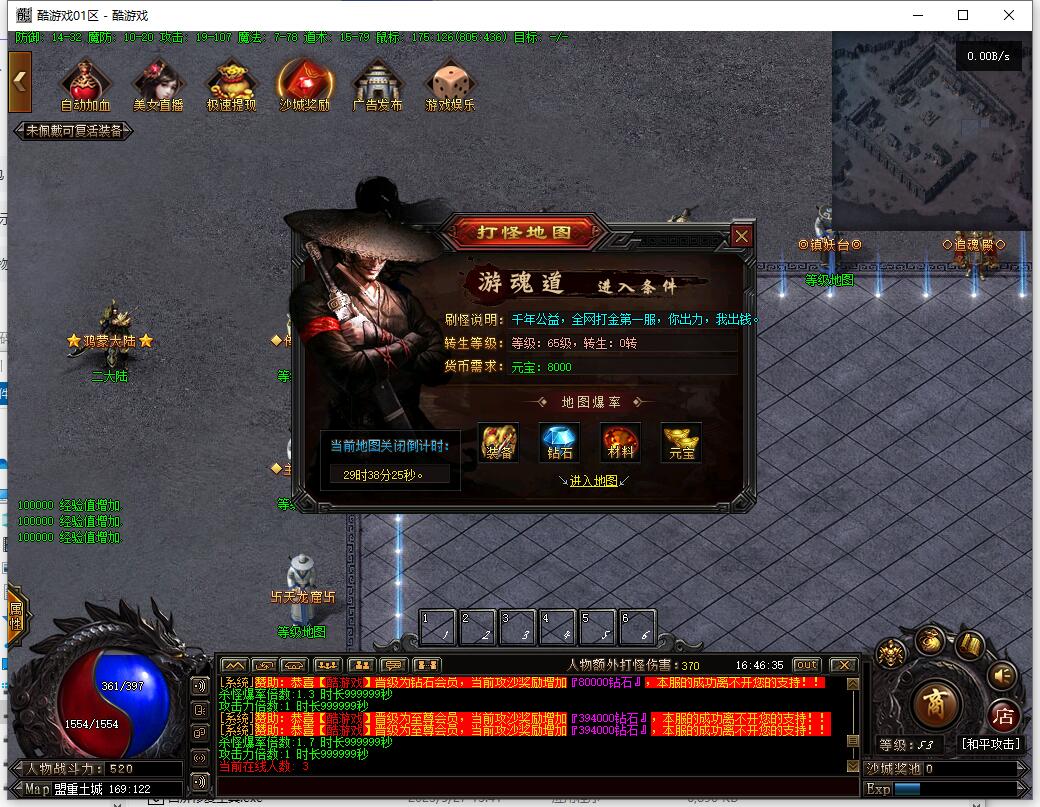 酷游戏01区 - 酷游戏
防御: 14-32 魔防: 10-20 攻击: 19-107 魔法: 7-78 道术: 15-79 鼠标: 175:126(805:436) 目标: -/-
0.00B/s
自动加血 美女直播 极速提现 沙城奖励 广告发布 游戏娱乐
未佩戴可复活装备
打怪地图
◎镇妖台◎ ◇追魂殿◇
等级地图
游魂道 进入条件
刷怪说明: 千年公益, 全网打金第一服, 你出力, 我出钱。
鸿蒙大陆
转生等级: 等级: 65级, 转生: 0转
二大陆
等
货币需求: 元宝: 8000
地图爆率
当前地图关闭倒计时:
装备 钻石 材料 元宝
29时38分25秒。
↘进入地图↙
等
100000 经验值增加
100000 经验值增加
100000 经验值增加
卐天龙窟卐
等级地图
属性
1 2 3 4 5 6
1 2 3 4 5 6
人物额外打怪伤害:370 16:46:35 out
361/397
1554/1554
[系统]赞助: 恭喜【酷游戏】晋级为钻石会员, 当前攻沙奖励增加『80000钻石』, 本服的成功离不开您的支持!!
杀怪爆率倍数:1.3 时长999999秒
攻击力倍数:1 时长999999秒
[系统]赞助: 恭喜【酷游戏】晋级为至尊会员, 当前攻沙奖励增加『394000钻石』, 本服的成功离不开您的支持!!
[系统]赞助: 恭喜【酷游戏】晋级为至尊会员, 当前攻沙奖励增加『394000钻石』, 本服的成功离不开您的支持!!
杀怪爆率倍数:1.7 时长999999秒
攻击力倍数:1 时长999999秒
当前在线人数: 3
商
店
等级: 53 [和平攻击]
人物战斗力: 520
沙城奖池 0
Map 盟重土城 169:122
Exp